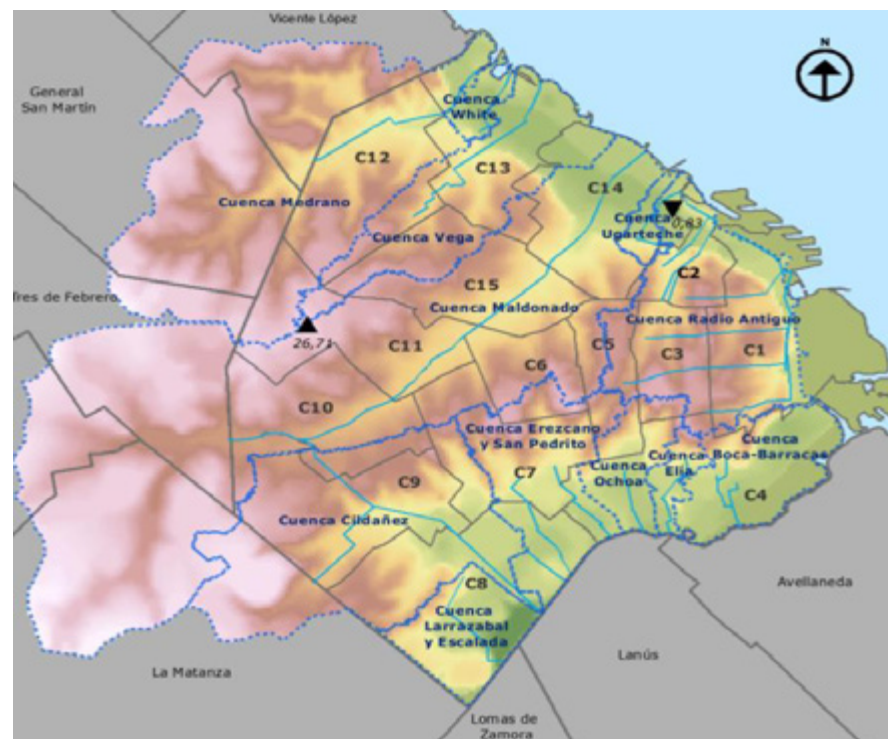 Vicente López
N
General
San Martín
Cuenca
White
C12
C13
C14
Cuenca Medrano
Cuenca
Ugarteche
0,83
Cuenca Vega
C2
C15
Tres de Febrero
Cuenca Maldonado
Cuenca Radio Antiguo
26,71
C11
C6
C5
C3
C1
C10
Cuenca Erezcano
y San Pedrito
Cuenca
Boca-Barracas
Cuenca
Elia
Cuenca
Ochoa
C7
C9
C4
Cuenca Cildañez
C8
Cuenca
Larrazabal
y Escalada
Avellaneda
Lanús
La Matanza
Lomas de
Zamora